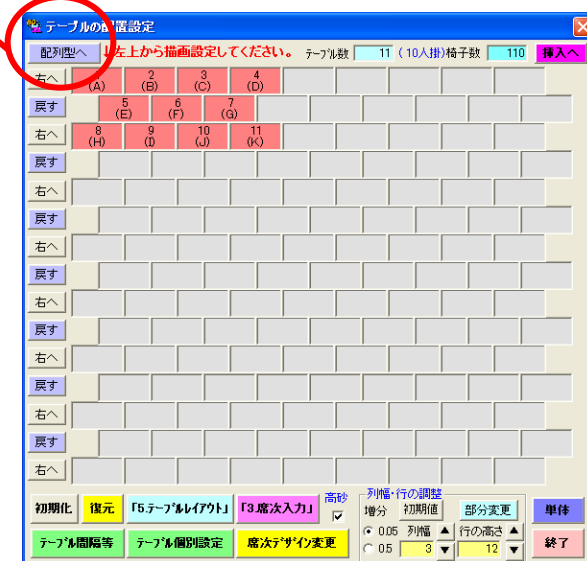 テーブルの配置設定
配列型へ 左上から描画設定してください。 テーブル数 11 (10人掛)椅子数 110 挿入へ
右へ (A) 2 (B) 3 (C) 4 (D)
戻す 5 (E) 6 (F) 7 (G)
右へ 8 (H) 9 (I) 10 (J) 11 (K)
戻す
右へ
戻す
右へ
戻す
右へ
戻す
右へ
戻す
右へ
戻す
右へ
初期化 復元 「5.テーブルレイアウト」 「3.席次入力」 高砂 列幅・行の調整 増分 初期値 部分変更 単体
テーブル間隔等 テーブル個別設定 席次デザイン変更 0.05 列幅 ▲ 行の高さ ▲ 終了
0.5 3 ▼ 12 ▼